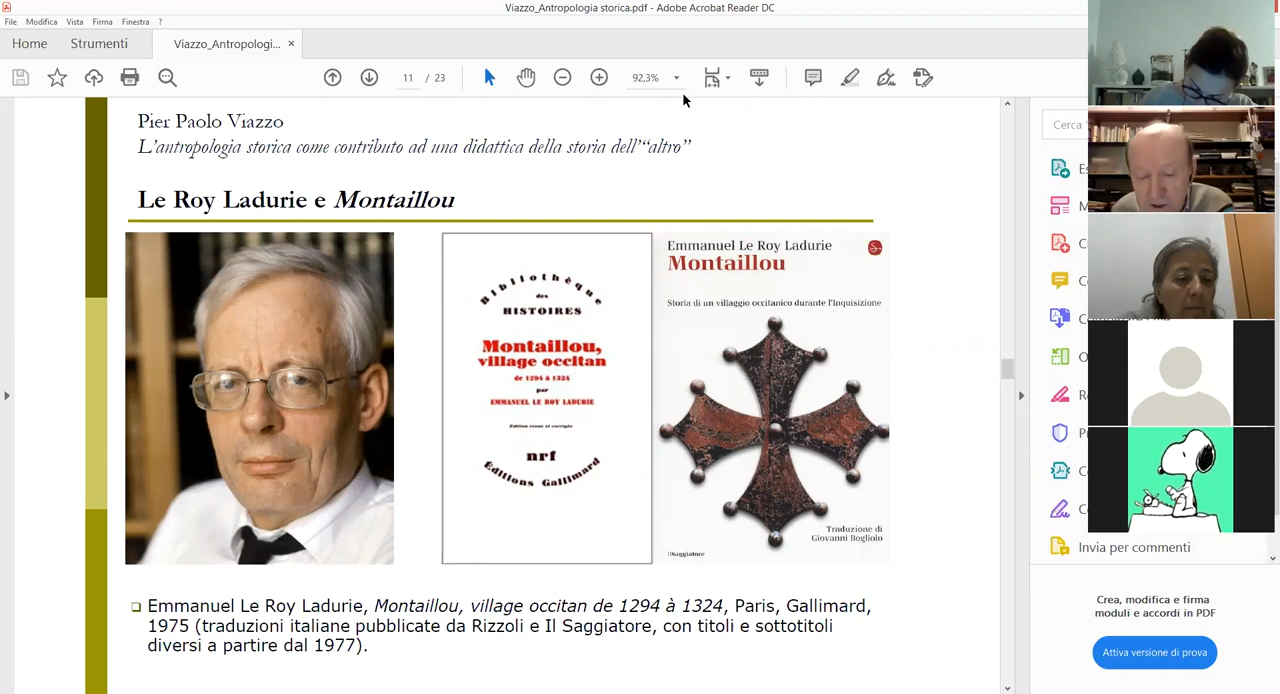 Viazzo_Antropologia storica.pdf - Adobe Acrobat Reader DC
File Modifica Vista Firma Finestra ?
Home Strumenti Viazzo_Antropologi... ×
11 / 23 92,3%
Pier Paolo Viazzo
L'antropologia storica come contributo ad una didattica della storia dell'“altro”
Le Roy Ladurie e Montaillou
Bibliothèque
des
HISTOIRES
Montaillou,
village occitan
de 1294 à 1324
par
EMMANUEL LE ROY LADURIE
Édition revue et corrigée
nrf
Éditions Gallimard
Emmanuel Le Roy Ladurie
Montaillou
Storia di un villaggio occitanico durante l'Inquisizione
Traduzione di
Giovanni Bogliolo
ilSaggiatore
Emmanuel Le Roy Ladurie, Montaillou, village occitan de 1294 à 1324, Paris, Gallimard,
1975 (traduzioni italiane pubblicate da Rizzoli e Il Saggiatore, con titoli e sottotitoli
diversi a partire dal 1977).
Cerca
Invia per commenti
Crea, modifica e firma
moduli e accordi in PDF
Attiva versione di prova